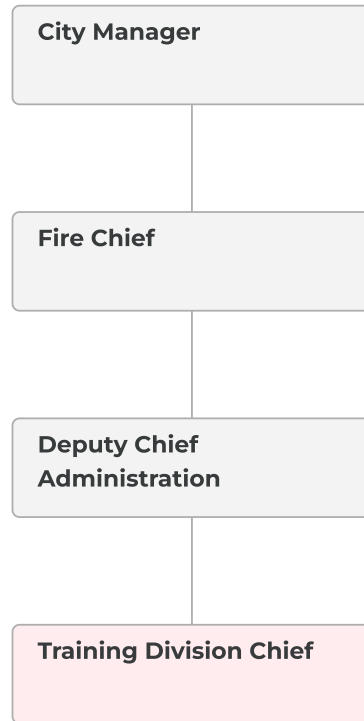 City Manager
Fire Chief
Deputy Chief
Administration
Training Division Chief